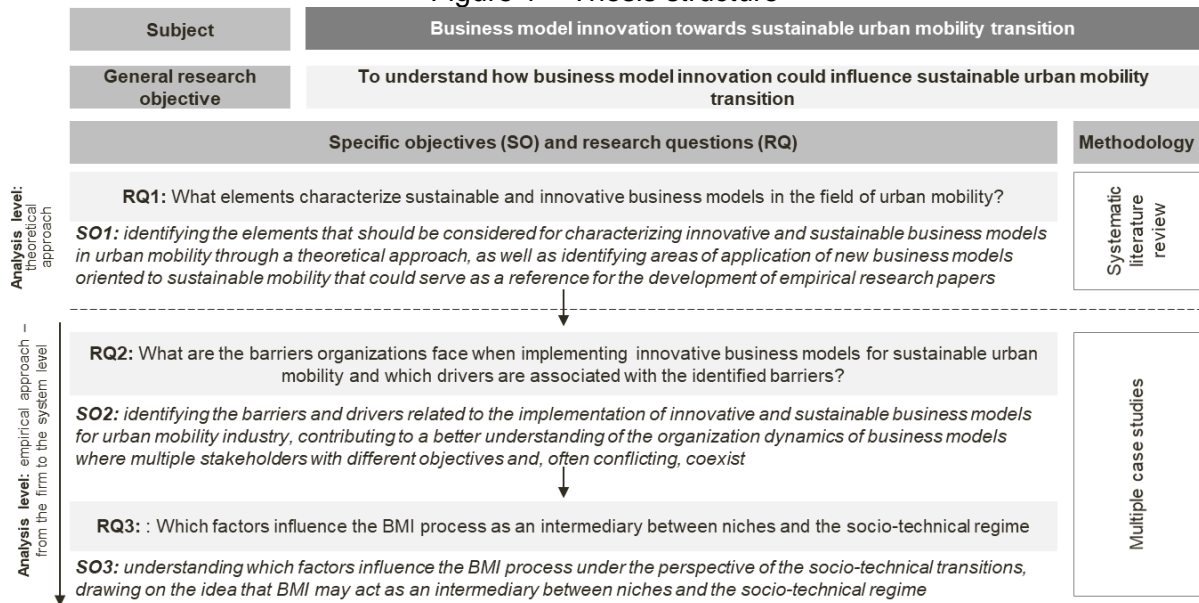 Subject
Business model innovation towards sustainable urban mobility transition
General research
objective
To understand how business model innovation could influence sustainable urban mobility
transition
Specific objectives (SO) and research questions (RQ)
Methodology
Analysis level:
theoretical
approach
RQ1: What elements characterize sustainable and innovative business models in the field of urban mobility?
SO1: identifying the elements that should be considered for characterizing innovative and sustainable business models
in urban mobility through a theoretical approach, as well as identifying areas of application of new business models
oriented to sustainable mobility that could serve as a reference for the development of empirical research papers
Systematic
literature
review
Analysis level: empirical approach –
from the firm to the system level
RQ2: What are the barriers organizations face when implementing innovative business models for sustainable urban
mobility and which drivers are associated with the identified barriers?
SO2: identifying the barriers and drivers related to the implementation of innovative and sustainable business models
for urban mobility industry, contributing to a better understanding of the organization dynamics of business models
where multiple stakeholders with different objectives and, often conflicting, coexist
RQ3: : Which factors influence the BMI process as an intermediary between niches and the socio-technical regime
SO3: understanding which factors influence the BMI process under the perspective of the socio-technical transitions,
drawing on the idea that BMI may act as an intermediary between niches and the socio-technical regime
Multiple case studies